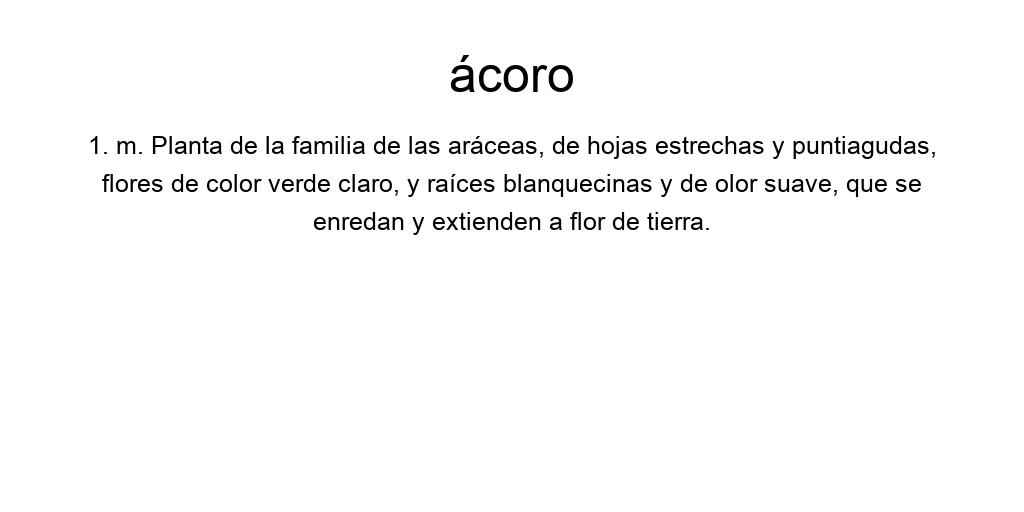 ácoro
1. m. Planta de la familia de las aráceas, de hojas estrechas y puntiagudas,
flores de color verde claro, y raíces blanquecinas y de olor suave, que se
enredan y extienden a flor de tierra.